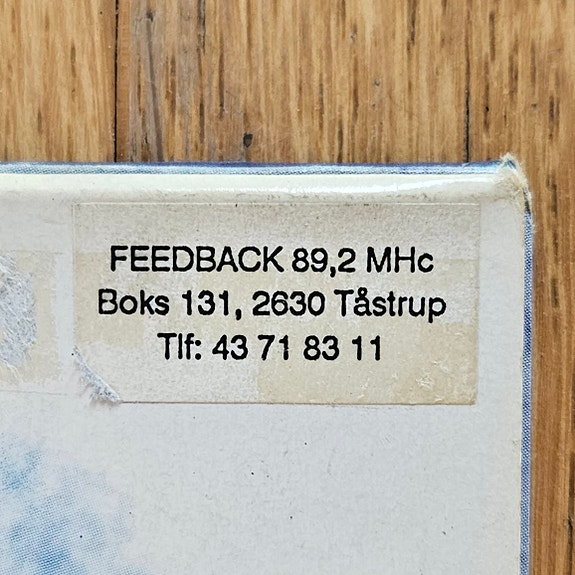 FEEDBACK 89,2 MHc
Boks 131, 2630 Tåstrup
Tlf: 43 71 83 11